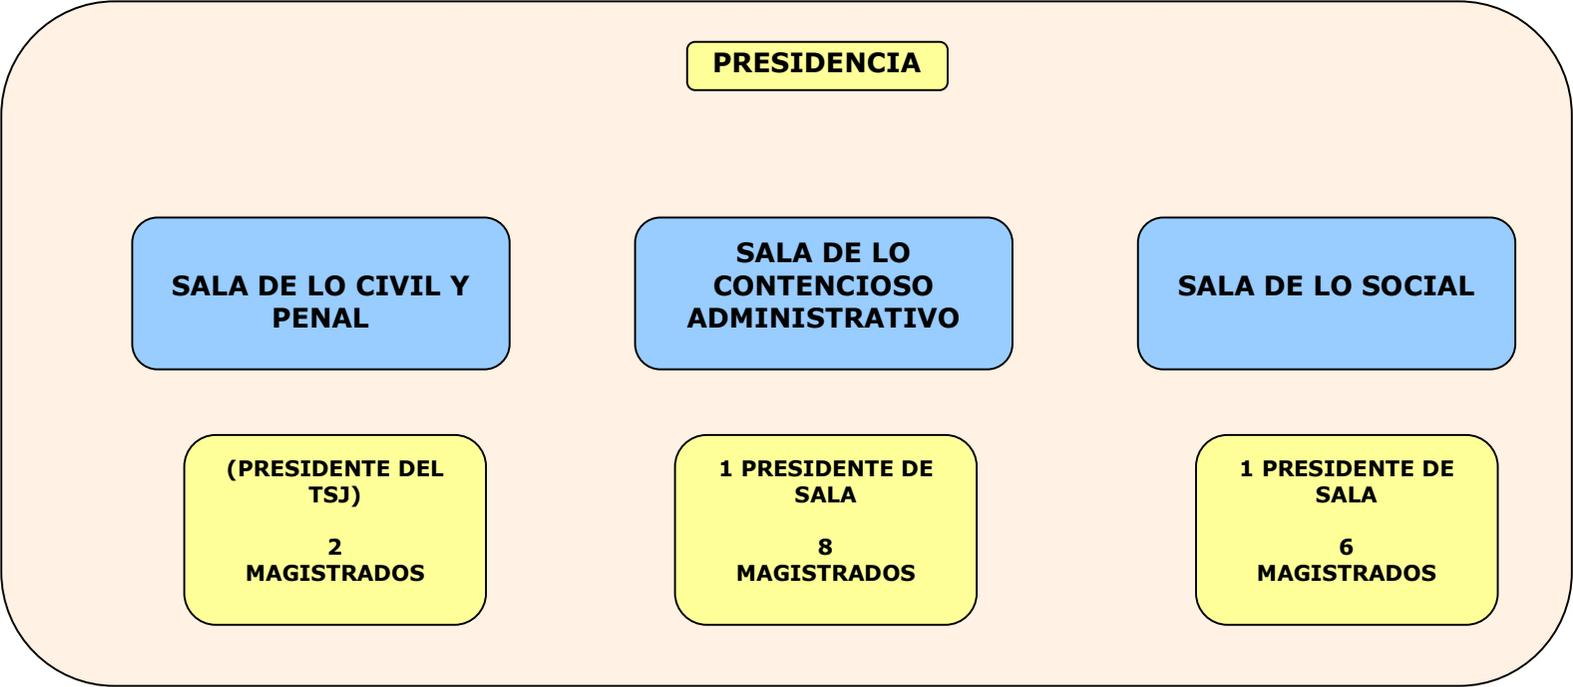 PRESIDENCIA
SALA DE LO CIVIL Y
PENAL
SALA DE LO
CONTENCIOSO
ADMINISTRATIVO
SALA DE LO SOCIAL
(PRESIDENTE DEL
TSJ)
2
MAGISTRADOS
1 PRESIDENTE DE
SALA
8
MAGISTRADOS
1 PRESIDENTE DE
SALA
6
MAGISTRADOS